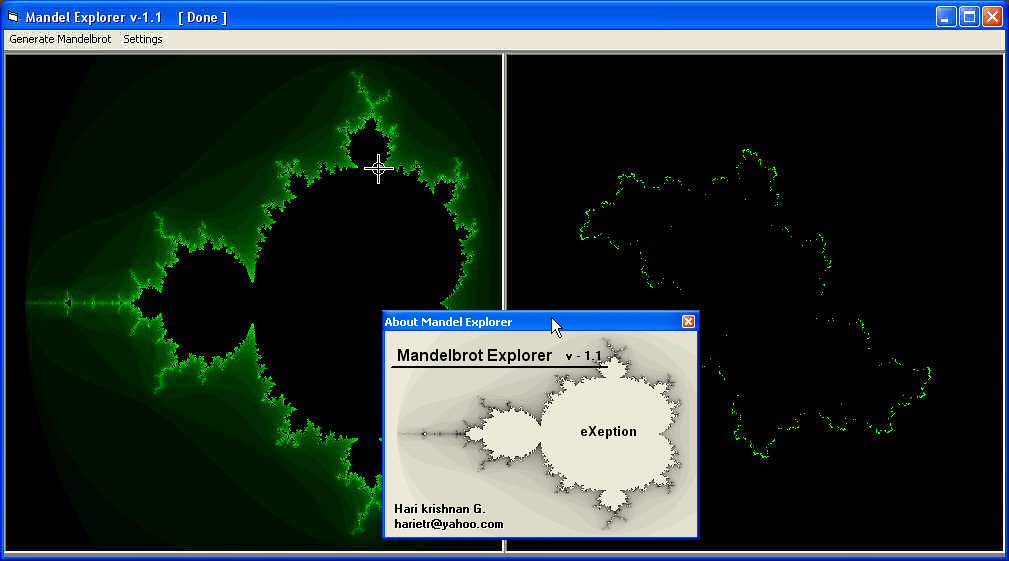 Mandel Explorer v-1.1 [ Done ]
Generate Mandelbrot Settings
About Mandel Explorer
Mandelbrot Explorer v - 1.1
eXeption
Hari krishnan G.
harietr@yahoo.com